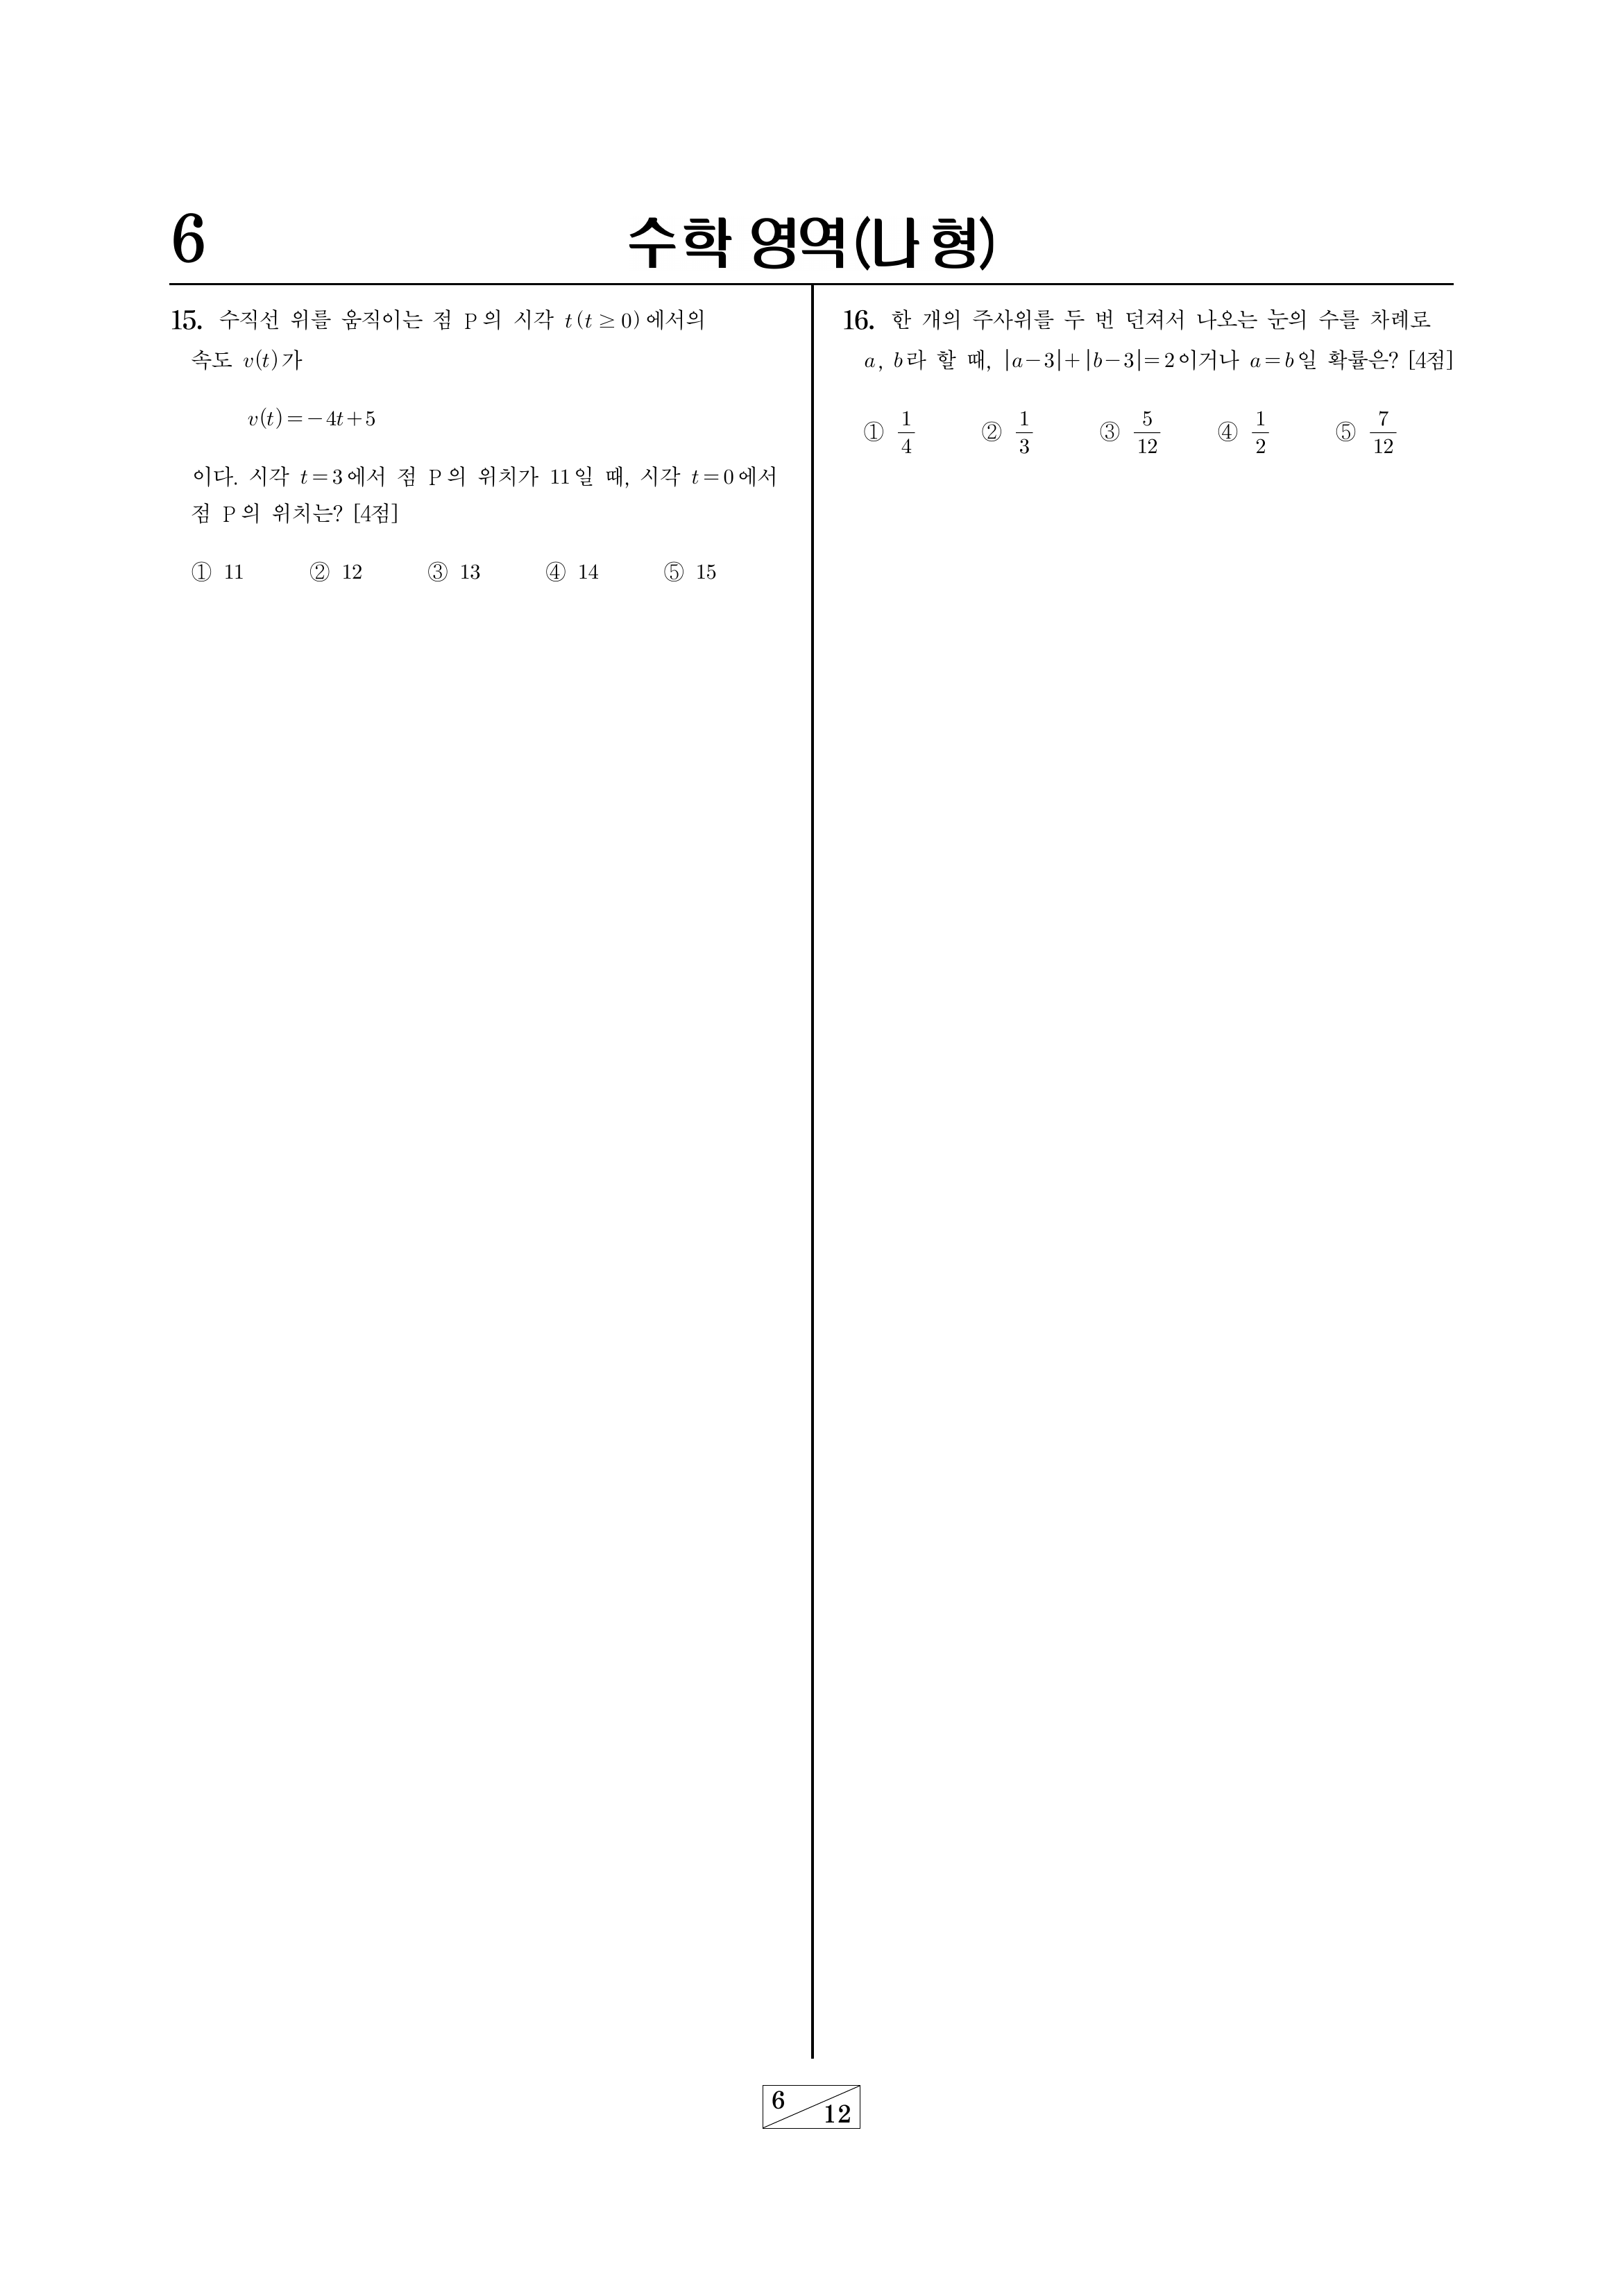 6
수학 영역(나 형)
15. 수직선 위를 움직이는 점 P의 시각 t(t ≥ 0)에서의
속도 v(t)가
v(t)=−4t+5
이다. 시각 t=3에서 점 P의 위치가 11일 때, 시각 t=0에서
점 P의 위치는? [4점]
① 11 ② 12 ③ 13 ④ 14 ⑤ 15
16. 한 개의 주사위를 두 번 던져서 나오는 눈의 수를 차례로
a, b라 할 때, |a−3|+|b−3|=2이거나 a=b일 확률은? [4점]
① 1/4 ② 1/3 ③ 5/12 ④ 1/2 ⑤ 7/12
6
12